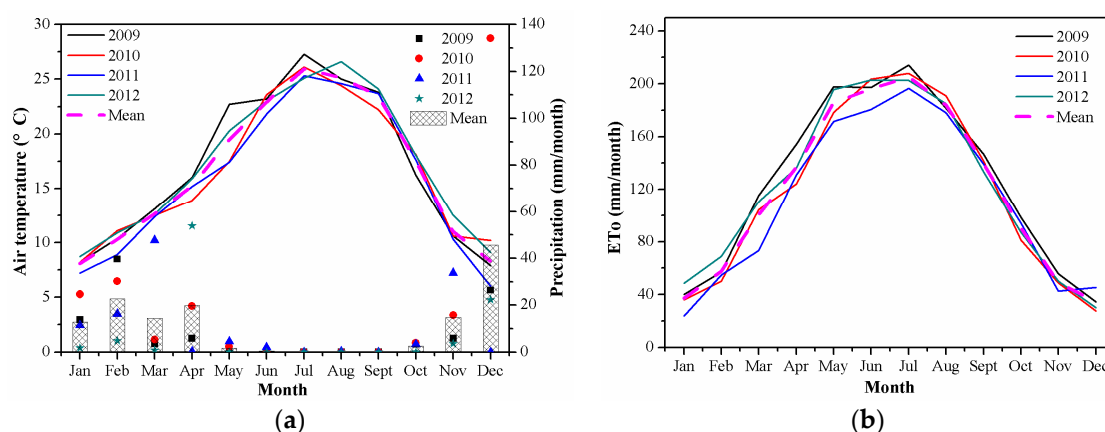 30
25
20
15
10
5
0
Air temperature (° C)
2009
2010
2011
2012
Mean
2009
2010
2011
2012
Mean
140
120
100
80
60
40
20
0
Precipitation (mm/month)
Jan Feb Mar Apr May Jun Jul Aug Sept Oct Nov Dec
Month
(a)
240
200
160
120
80
40
0
ETo (mm/month)
2009
2010
2011
2012
Mean
Jan Feb Mar Apr May Jun Jul Aug Sept Oct Nov Dec
Month
(b)